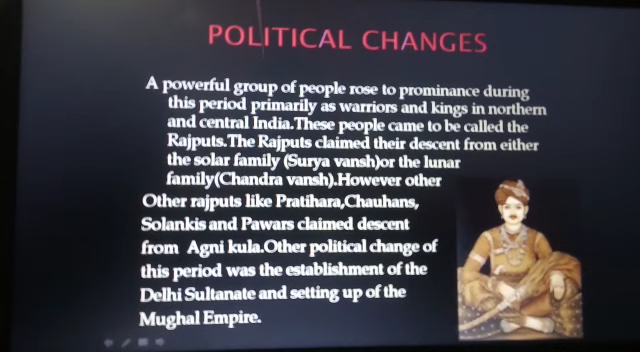 POLITICAL CHANGES
A powerful group of people rose to prominance during
this period primarily as warriors and kings in northern
and central India.These people came to be called the
Rajputs.The Rajputs claimed their descent from either
the solar family (Surya vansh)or the lunar
family(Chandra vansh).However other
Other rajputs like Pratihara,Chauhans,
Solankis and Pawars claimed descent
from Agni kula.Other political change of
this period was the establishment of the
Delhi Sultanate and setting up of the
Mughal Empire.